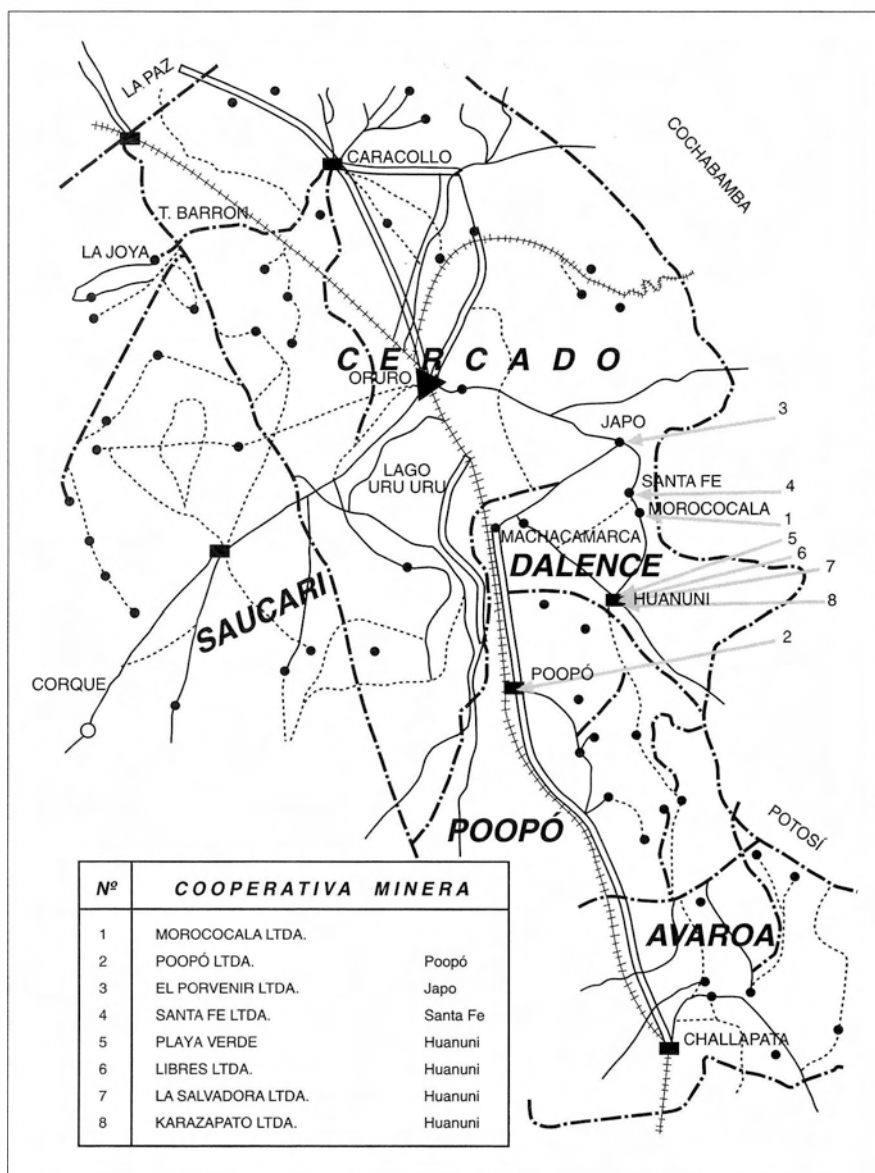 LA PAZ
CARACOLLO
COCHABAMBA
T. BARRON
LA JOYA
CERCADO
ORURO
JAPO
3
LAGO
URU URU
SANTA FE
4
MOROCOCALA
1
MACHACAMARCA
5
DALENCE
6
7
HUANUNI
8
SAUCARI
2
POOPÓ
CORQUE
POOPÓ
POTOSÍ
AVAROA
CHALLAPATA
Nº COOPERATIVA MINERA
1 MOROCOCALA LTDA.
2 POOPÓ LTDA. Poopó
3 EL PORVENIR LTDA. Japo
4 SANTA FE LTDA. Santa Fe
5 PLAYA VERDE Huanuni
6 LIBRES LTDA. Huanuni
7 LA SALVADORA LTDA. Huanuni
8 KARAZAPATO LTDA. Huanuni